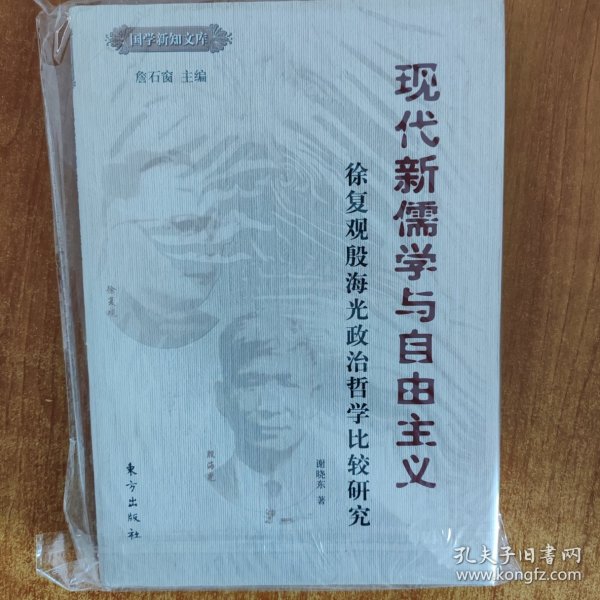 国学新知文库
詹石窗 主编
现代新儒学与自由主义
徐复观殷海光政治哲学比较研究
徐复观
殷海光
谢晓东 著
东方出版社
孔夫子旧书网
www.kongfz.com